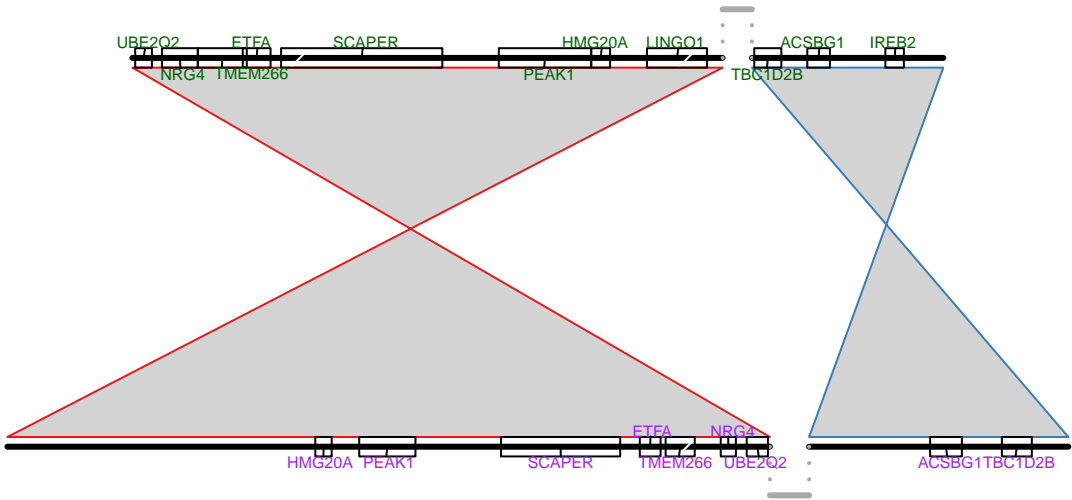 UBE2Q2 ETFA SCAPER HMG20A LINGO1 ACSBG1 IREB2
NRG4 TMEM266 PEAK1 TBC1D2B
ETFA NRG4
HMG20A PEAK1 SCAPER TMEM266 UBE2Q2 ACSBG1 TBC1D2B